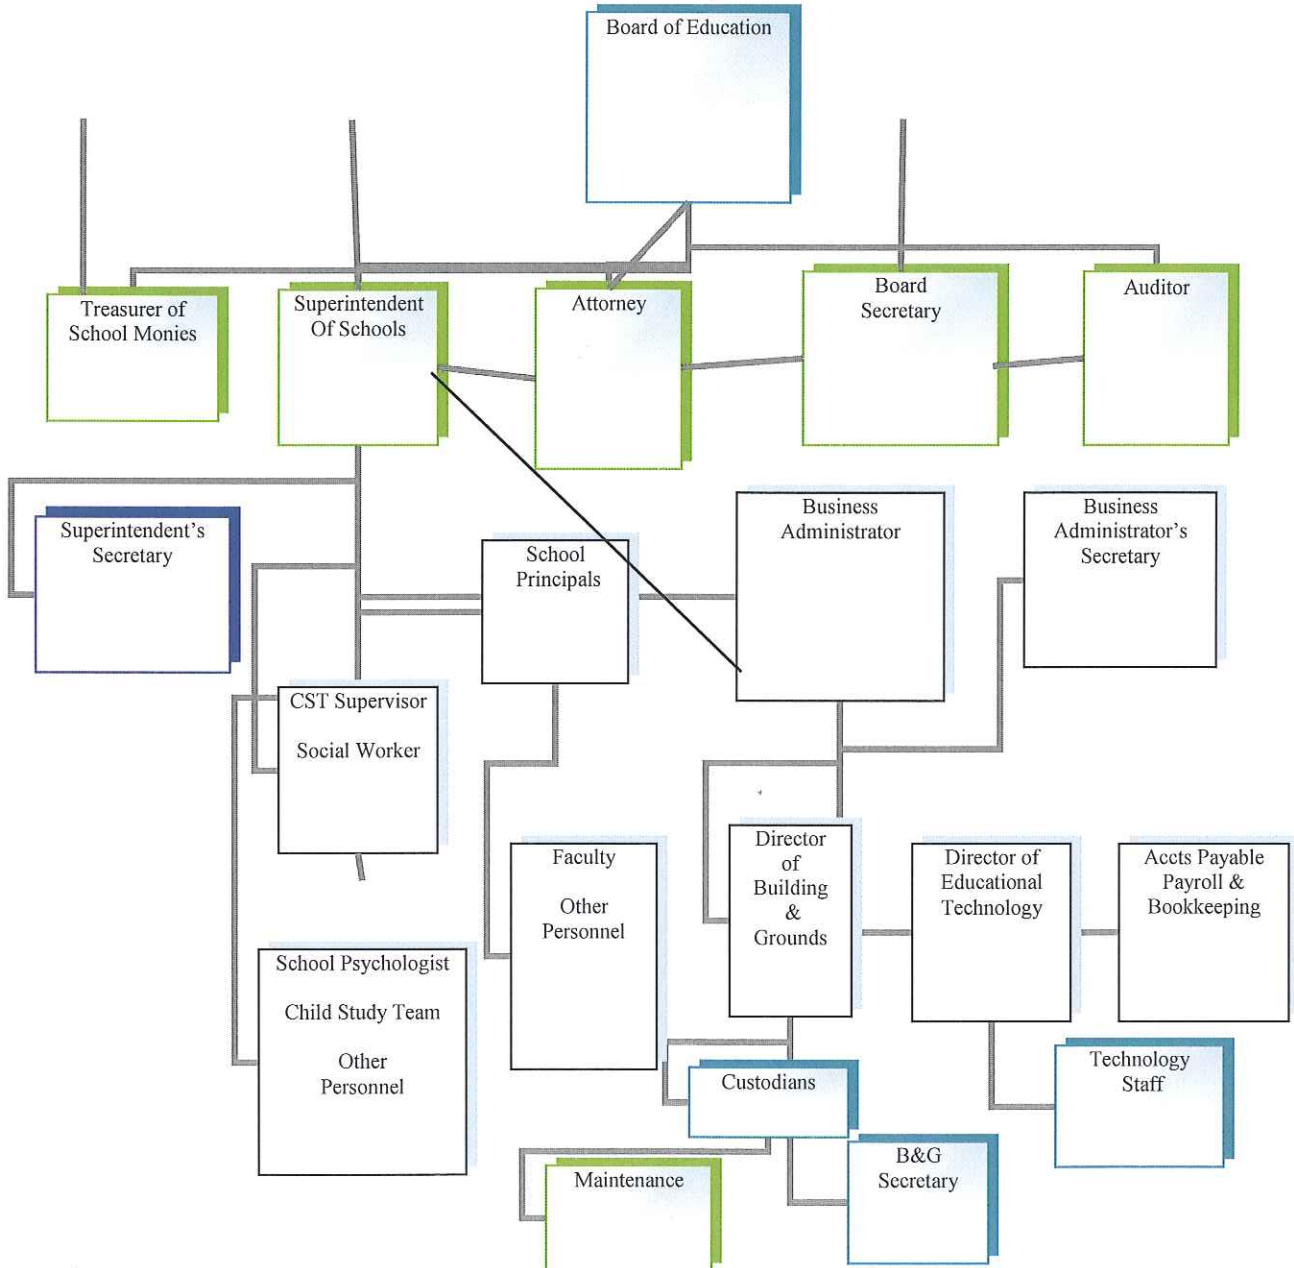 Board of Education
Treasurer of
School Monies
Superintendent
Of Schools
Attorney
Board
Secretary
Auditor
Superintendent’s
Secretary
School
Principals
Business
Administrator
Business
Administrator’s
Secretary
CST Supervisor
Social Worker
Faculty
Other
Personnel
Director
of
Building
&
Grounds
Director of
Educational
Technology
Accts Payable
Payroll &
Bookkeeping
School Psychologist
Child Study Team
Other
Personnel
Custodians
Technology
Staff
Maintenance
B&G
Secretary